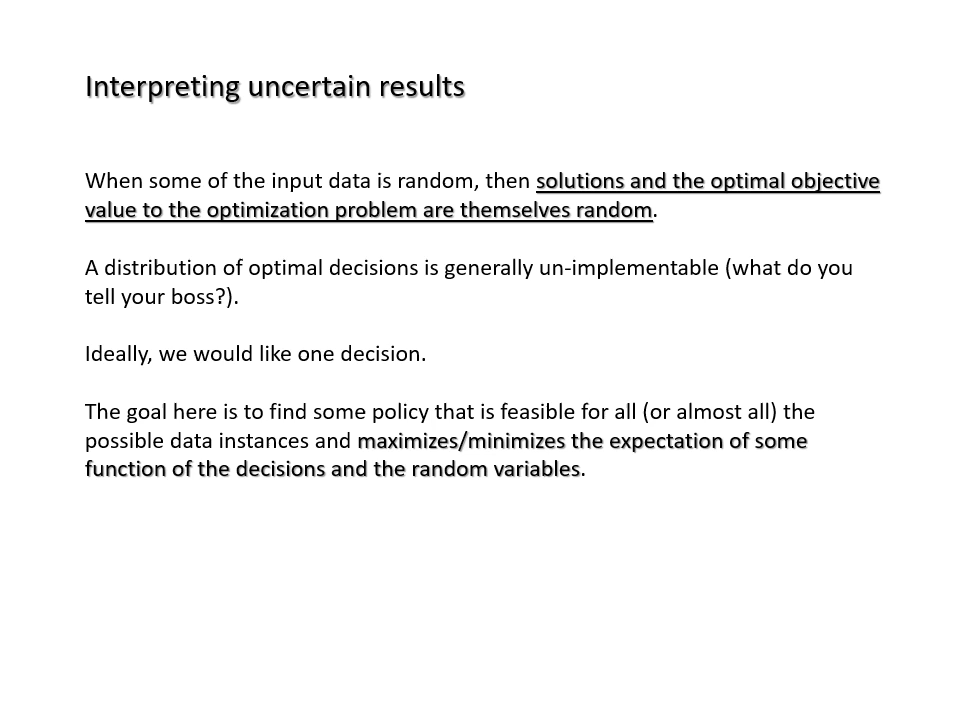 Interpreting uncertain results
When some of the input data is random, then solutions and the optimal objective
value to the optimization problem are themselves random.
A distribution of optimal decisions is generally un-implementable (what do you
tell your boss?).
Ideally, we would like one decision.
The goal here is to find some policy that is feasible for all (or almost all) the
possible data instances and maximizes/minimizes the expectation of some
function of the decisions and the random variables.